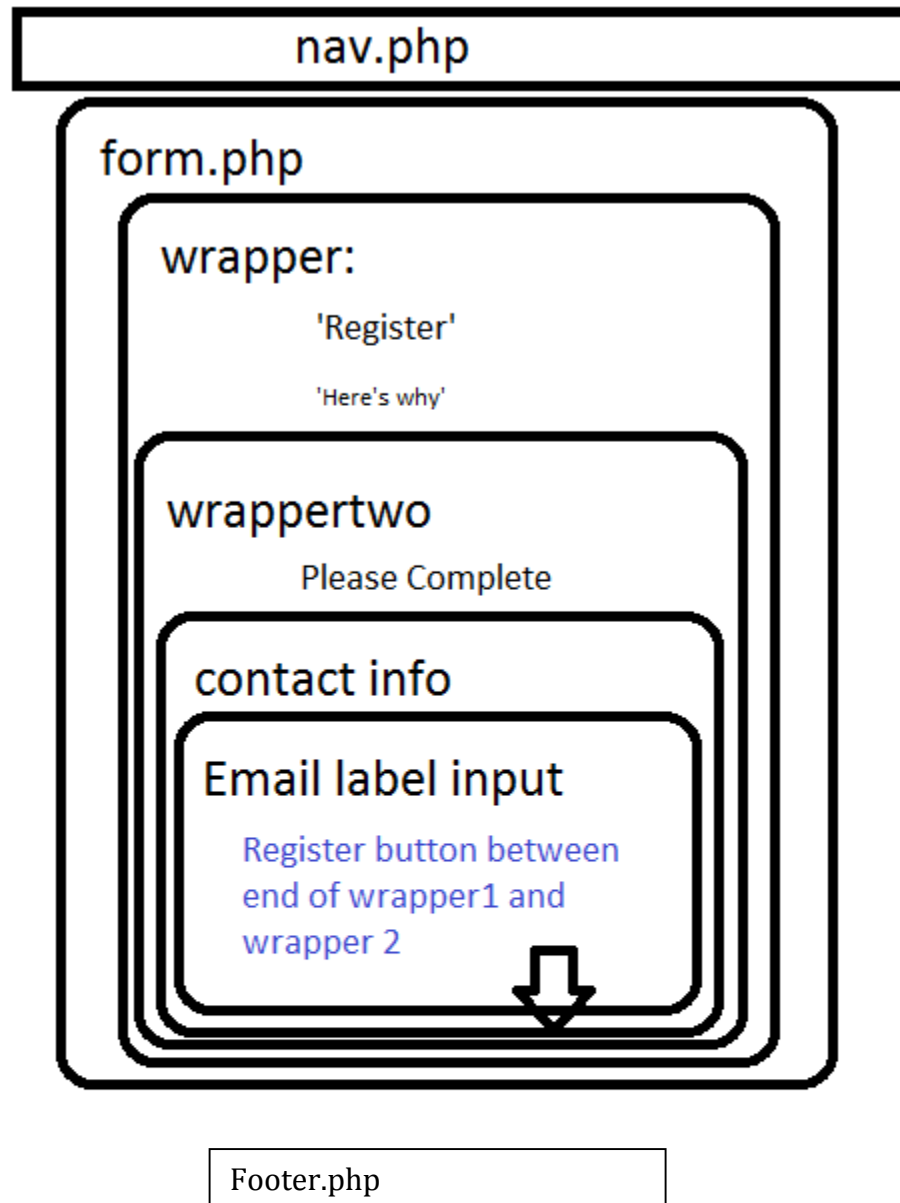 nav.php
form.php
wrapper:
'Register'
'Here's why'
wrappertwo
Please Complete
contact info
Email label input
Register button between
end of wrapper1 and
wrapper 2
Footer.php